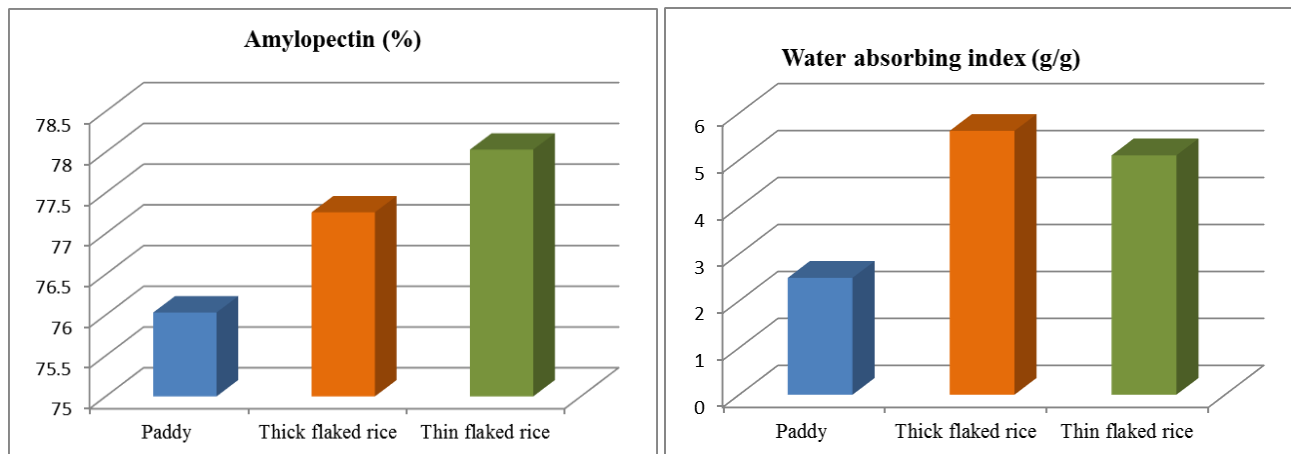 Amylopectin (%)
78.5
78
77.5
77
76.5
76
75.5
75
Paddy
Thick flaked rice
Thin flaked rice
Water absorbing index (g/g)
6
5
4
3
2
1
0
Paddy
Thick flaked rice
Thin flaked rice